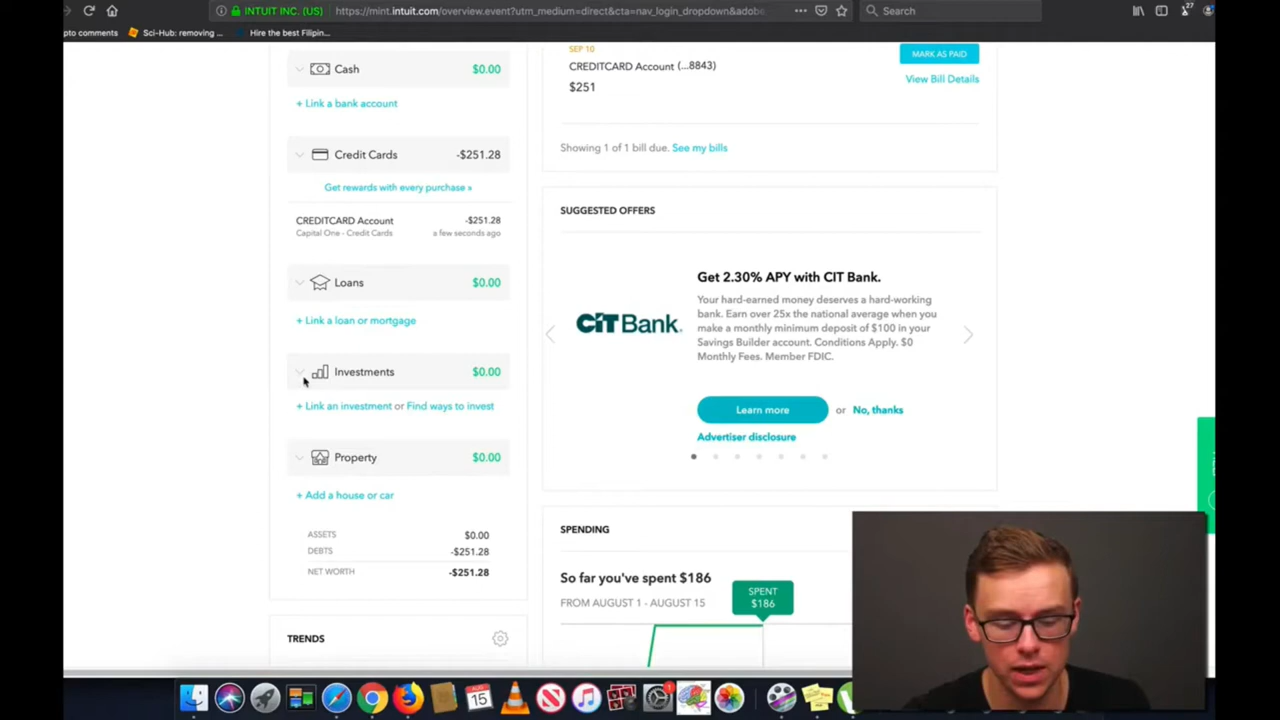 INTUIT INC. (US)
https://mint.intuit.com/overview.event?utm_medium=direct&cta=nav_login_dropdown&adobe
Search
27
pto comments
Sci-Hub: removing ...
Hire the best Filipin...
Cash
$0.00
+ Link a bank account
Credit Cards
-$251.28
Get rewards with every purchase »
CREDITCARD Account
-$251.28
Capital One - Credit Cards
a few seconds ago
Loans
$0.00
+ Link a loan or mortgage
Investments
$0.00
+ Link an investment or Find ways to invest
Property
$0.00
+ Add a house or car
ASSETS
$0.00
DEBTS
-$251.28
NET WORTH
-$251.28
TRENDS
SEP 10
CREDITCARD Account (...8843)
$251
MARK AS PAID
View Bill Details
Showing 1 of 1 bill due. See my bills
SUGGESTED OFFERS
CIT Bank.
Get 2.30% APY with CIT Bank.
Your hard-earned money deserves a hard-working
bank. Earn over 25x the national average when you
make a monthly minimum deposit of $100 in your
Savings Builder account. Conditions Apply. $0
Monthly Fees. Member FDIC.
Learn more
or
No, thanks
Advertiser disclosure
SPENDING
So far you've spent $186
FROM AUGUST 1 - AUGUST 15
SPENT
$186
AUG
15